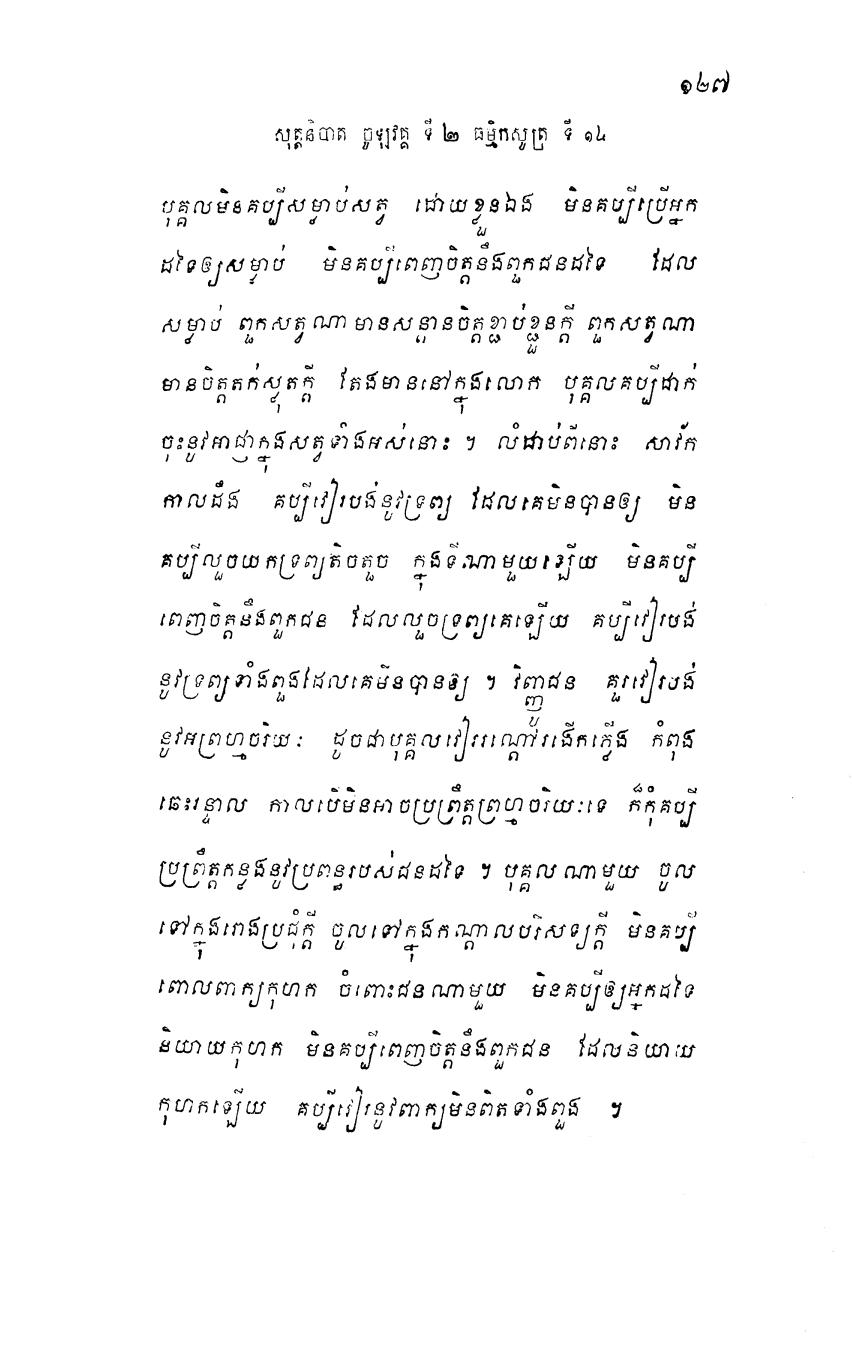 ១២៧
សុត្តនិបាត ចូឡវគ្គ ទី ២ ធម្មិកសូត្រ ទី ១៤
បុគ្គលមិនគប្បីសម្លាប់សត្វ ដោយខ្លួនឯង មិនគប្បីប្រើអ្នក
ដទៃឲ្យសម្លាប់ មិនគប្បីពេញចិត្តនឹងពួកជនដទៃ ដែល
សម្លាប់ ពួកសត្វណាមានសន្តានចិត្តខ្ជាប់ខ្ជួនក្តី ពួកសត្វណា
មានចិត្តតក់ស្លុតក្តី តែងមាននៅក្នុងលោក បុគ្គលគប្បីដាក់
ចុះនូវអាជ្ញាក្នុងសត្វទាំងអស់នោះ ។ លំដាប់ពីនោះ សាវ័ក
កាលដឹង គប្បីវៀរបង់នូវទ្រព្យ ដែលគេមិនបានឲ្យ មិន
គប្បីលួចយកទ្រព្យតិចតួច ក្នុងទីណាមួយឡើយ មិនគប្បី
ពេញចិត្តនឹងពួកជន ដែលលួចទ្រព្យគេឡើយ គប្បីវៀរបង់
នូវទ្រព្យទាំងពួងដែលគេមិនបានឲ្យ ។ វិញ្ញូជន គួរវៀរបង់
នូវអព្រហ្មចរិយៈ ដូចជាបុគ្គលវៀររណ្តៅរងើកភ្លើង កំពុង
ឆេះរន្ទាល កាលបើមិនអាចប្រព្រឹត្តព្រហ្មចរិយៈទេ ក៏កុំគប្បី
ប្រព្រឹត្តកន្លងនូវប្រពន្ធរបស់ជនដទៃ ។ បុគ្គលណាមួយ ចូល
ទៅក្នុងរោងប្រជុំក្តី ចូលទៅក្នុងកណ្តាលបរិសទ្យក្តី មិនគប្បី
ពោលពាក្យកុហក ចំពោះជនណាមួយ មិនគប្បីឲ្យអ្នកដទៃ
និយាយកុហក មិនគប្បីពេញចិត្តនឹងពួកជន ដែលនិយាយ
កុហកឡើយ គប្បីវៀរនូវពាក្យមិនពិតទាំងពួង ។